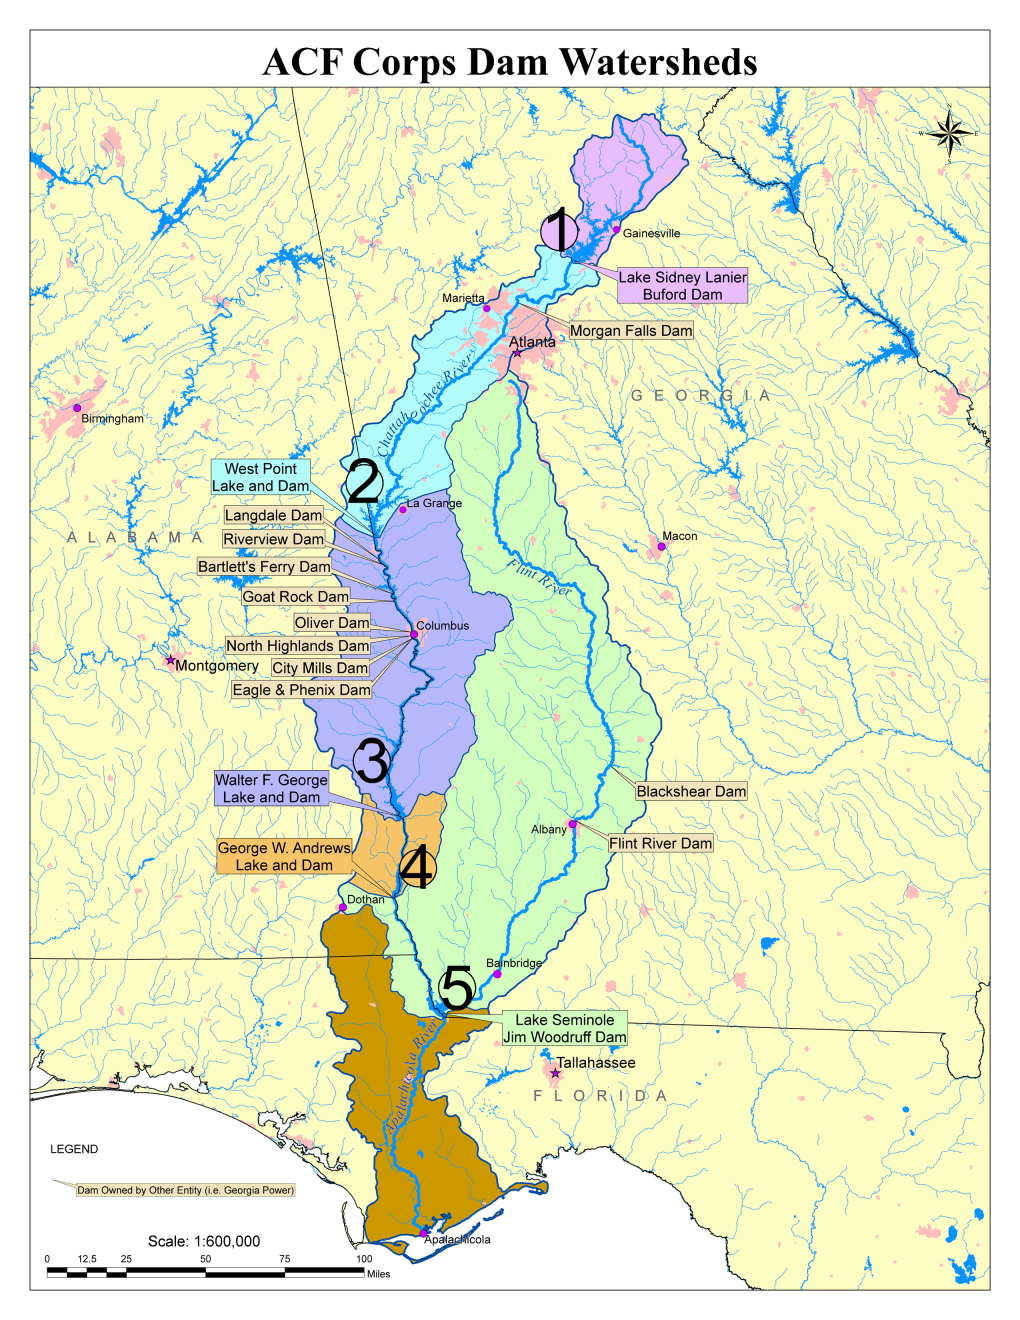 ACF Corps Dam Watersheds
N
W
E
S
1
Gainesville
Lake Sidney Lanier
Buford Dam
Marietta
Morgan Falls Dam
Atlanta
Chattahoochee River
GEORGIA
Birmingham
West Point
Lake and Dam
2
La Grange
Langdale Dam
ALABAMA
Riverview Dam
Macon
Bartlett's Ferry Dam
Flint River
Goat Rock Dam
Oliver Dam
Columbus
North Highlands Dam
Montgomery
City Mills Dam
Eagle & Phenix Dam
3
Walter F. George
Lake and Dam
Blackshear Dam
Albany
Flint River Dam
George W. Andrews
Lake and Dam
4
Dothan
Bainbridge
5
Lake Seminole
Jim Woodruff Dam
Apalachicola River
Tallahassee
FLORIDA
LEGEND
Dam Owned by Other Entity (i.e. Georgia Power)
Apalachicola
Scale: 1:600,000
0 12.5 25 50 75 100
Miles